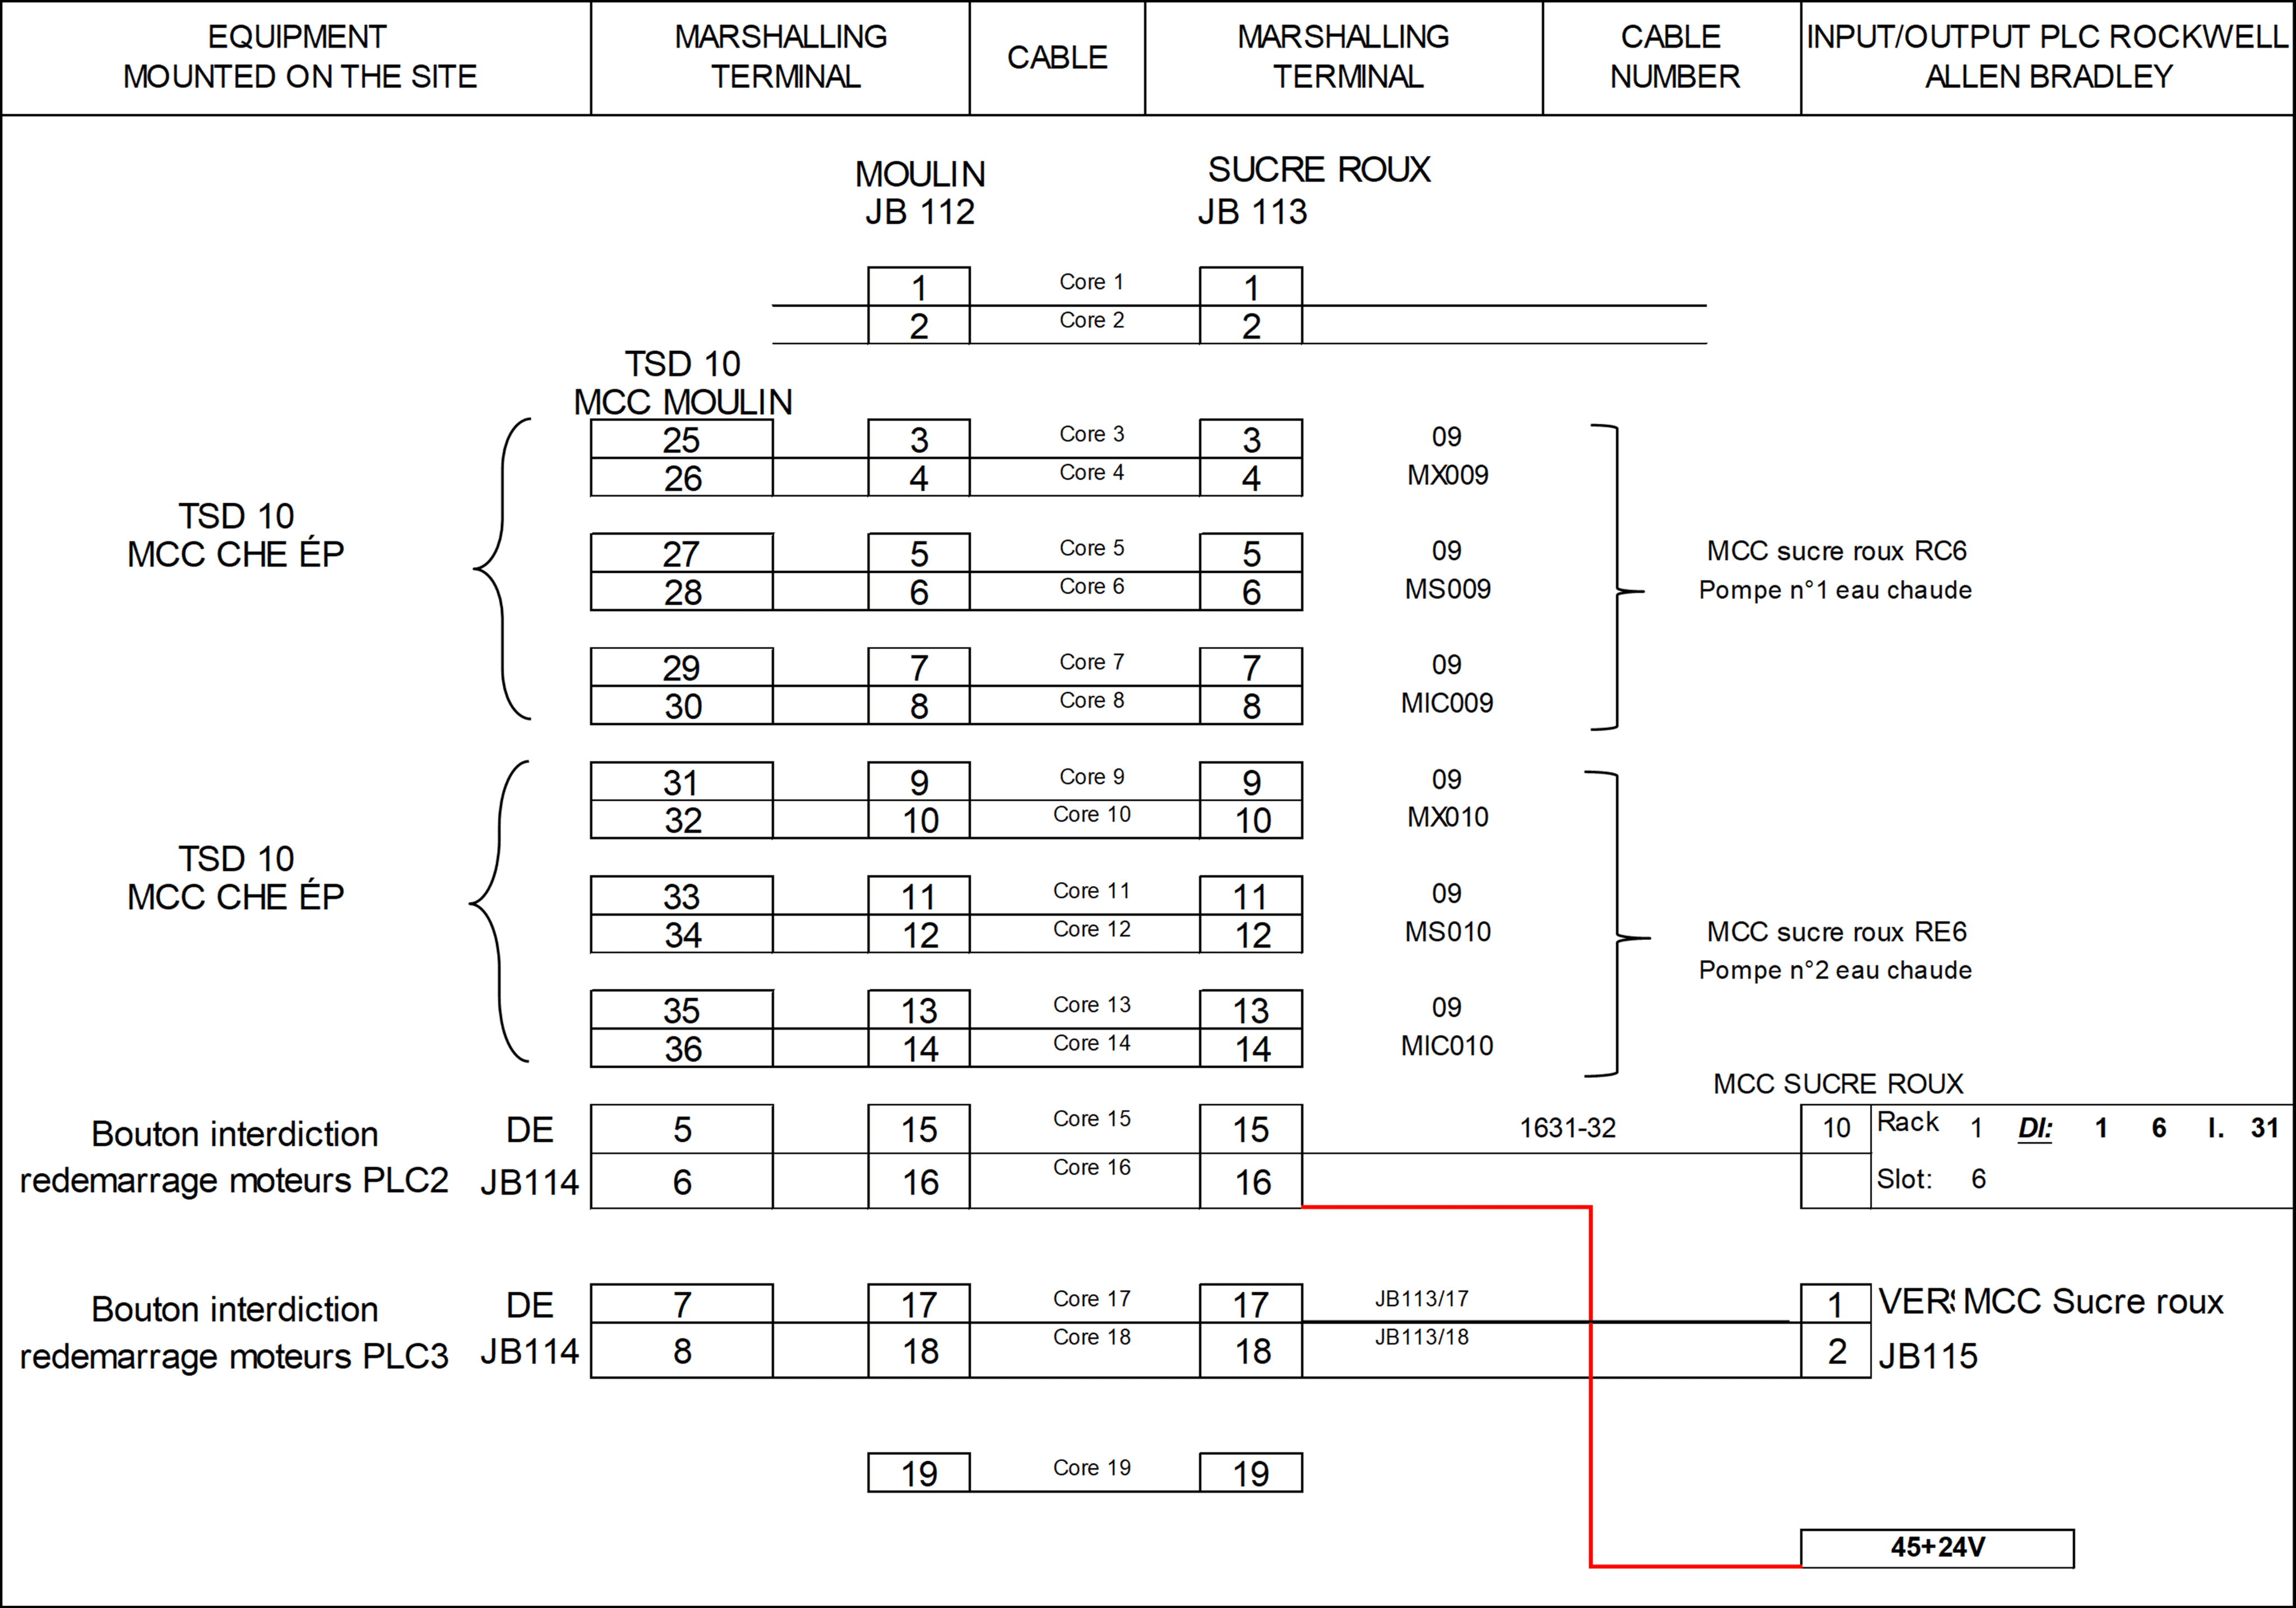 EQUIPMENT
MOUNTED ON THE SITE
MARSHALLING
TERMINAL
CABLE
MARSHALLING
TERMINAL
CABLE
NUMBER
INPUT/OUTPUT PLC ROCKWELL
ALLEN BRADLEY
MOULIN
JB 112
SUCRE ROUX
JB 113
1 Core 1 1
2 Core 2 2
TSD 10
MCC MOULIN
25 3 Core 3 3 09
26 4 Core 4 4 MX009
TSD 10
MCC CHE ÉP
27 5 Core 5 5 09
28 6 Core 6 6 MS009
MCC sucre roux RC6
Pompe n°1 eau chaude
29 7 Core 7 7 09
30 8 Core 8 8 MIC009
31 9 Core 9 9 09
32 10 Core 10 10 MX010
TSD 10
MCC CHE ÉP
33 11 Core 11 11 09
34 12 Core 12 12 MS010
MCC sucre roux RE6
Pompe n°2 eau chaude
35 13 Core 13 13 09
36 14 Core 14 14 MIC010
MCC SUCRE ROUX
Bouton interdiction DE 5 15 Core 15 15 1631-32 10 Rack 1 DI: 1 6 I. 31
redemarrage moteurs PLC2 JB114 6 16 Core 16 16 Slot: 6
Bouton interdiction DE 7 17 Core 17 17 JB113/17 1 VERS MCC Sucre roux
redemarrage moteurs PLC3 JB114 8 18 Core 18 18 JB113/18 2 JB115
19 Core 19 19
45+24V